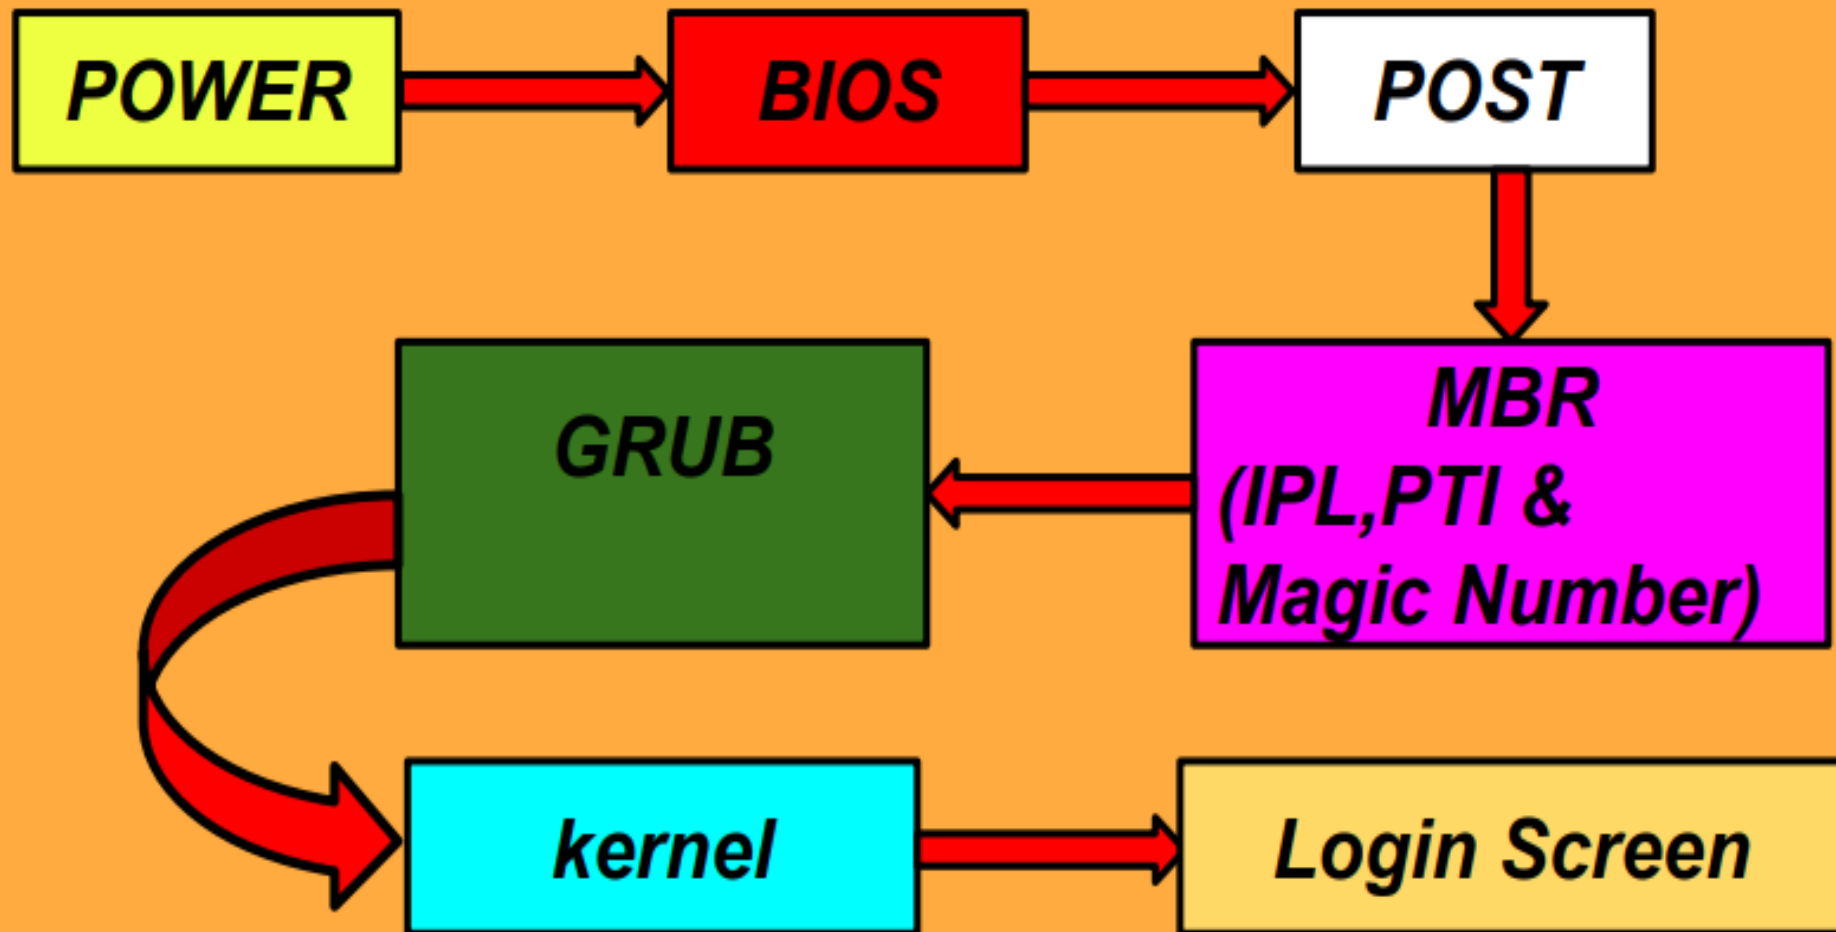 POWER
BIOS
POST
MBR
(IPL,PTI &
Magic Number)
GRUB
kernel
Login Screen